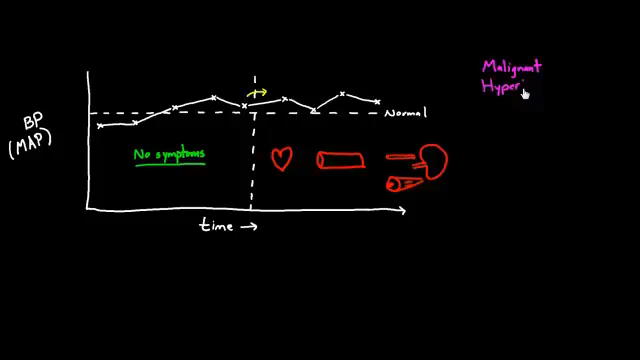 Malignant
Hyper
BP
(MAP)
Normal
No symptoms
time →